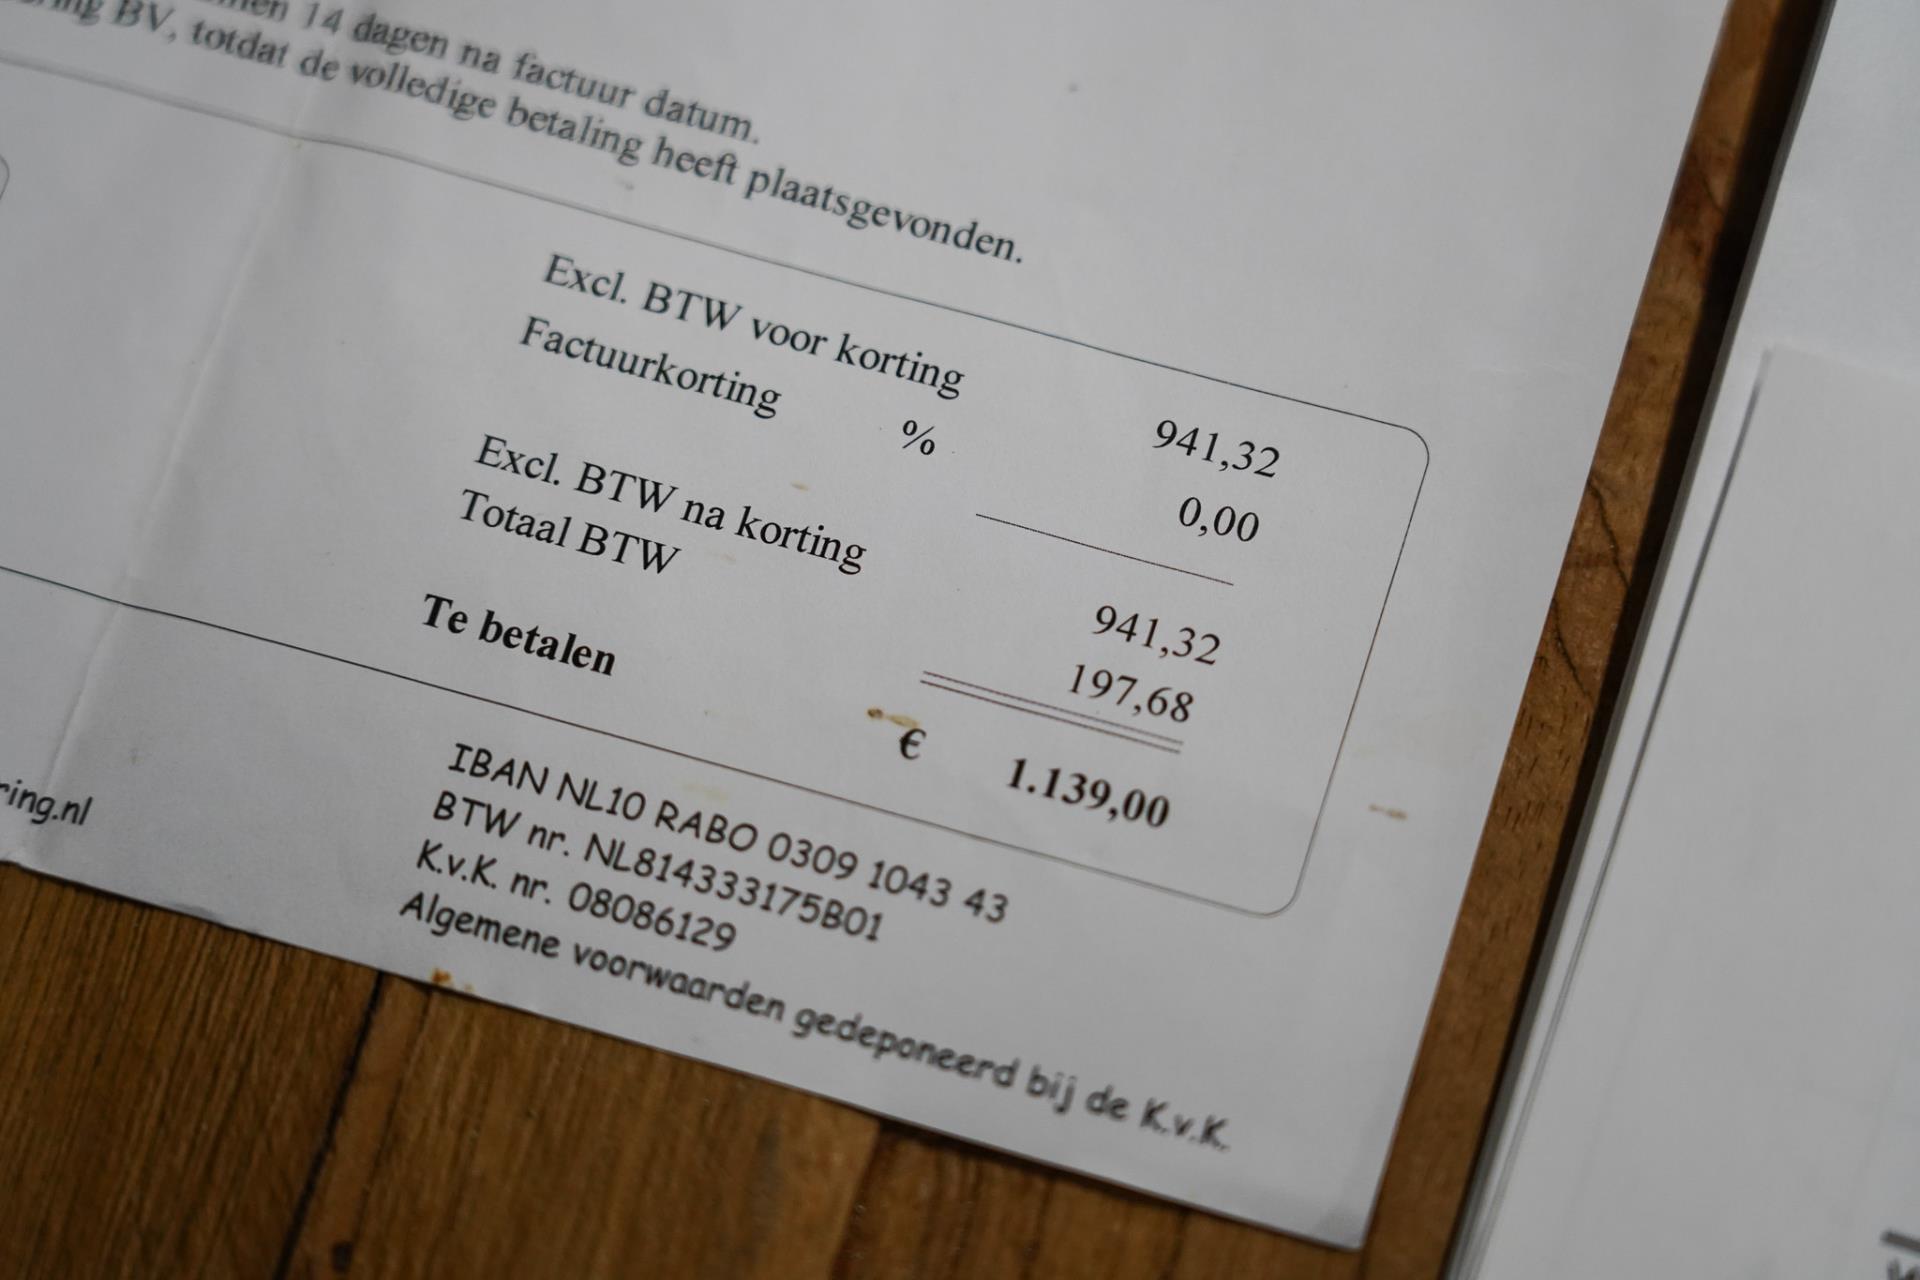 14 dagen na factuur datum.
BV, totdat de volledige betaling heeft plaatsgevonden.
Excl. BTW voor korting 941,32
Factuurkorting % 0,00
Excl. BTW na korting 941,32
Totaal BTW 197,68
Te betalen € 1.139,00
ring.nl
IBAN NL10 RABO 0309 1043 43
BTW nr. NL814333175B01
K.v.K. nr. 08086129
Algemene voorwaarden gedeponeerd bij de K.v.K.